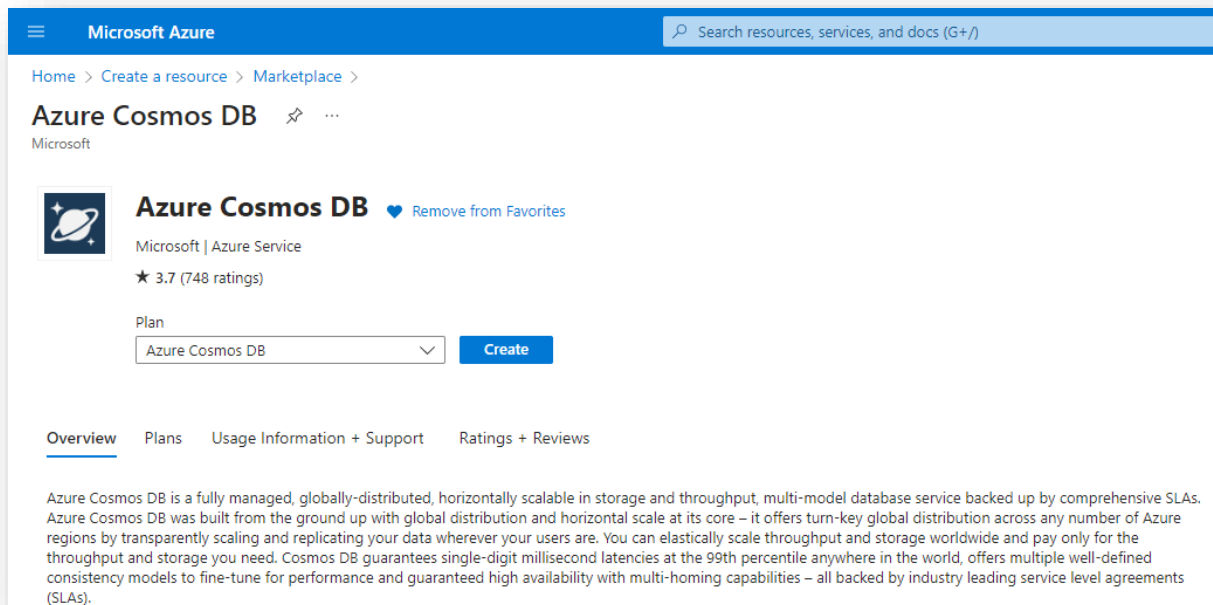 Microsoft Azure
Search resources, services, and docs (G+/)
Home > Create a resource > Marketplace >
Azure Cosmos DB ...
Microsoft
Azure Cosmos DB Remove from Favorites
Microsoft | Azure Service
★ 3.7 (748 ratings)
Plan
Azure Cosmos DB Create
Overview Plans Usage Information + Support Ratings + Reviews
Azure Cosmos DB is a fully managed, globally-distributed, horizontally scalable in storage and throughput, multi-model database service backed up by comprehensive SLAs.
Azure Cosmos DB was built from the ground up with global distribution and horizontal scale at its core – it offers turn-key global distribution across any number of Azure
regions by transparently scaling and replicating your data wherever your users are. You can elastically scale throughput and storage worldwide and pay only for the
throughput and storage you need. Cosmos DB guarantees single-digit millisecond latencies at the 99th percentile anywhere in the world, offers multiple well-defined
consistency models to fine-tune for performance and guaranteed high availability with multi-homing capabilities – all backed by industry leading service level agreements
(SLAs).